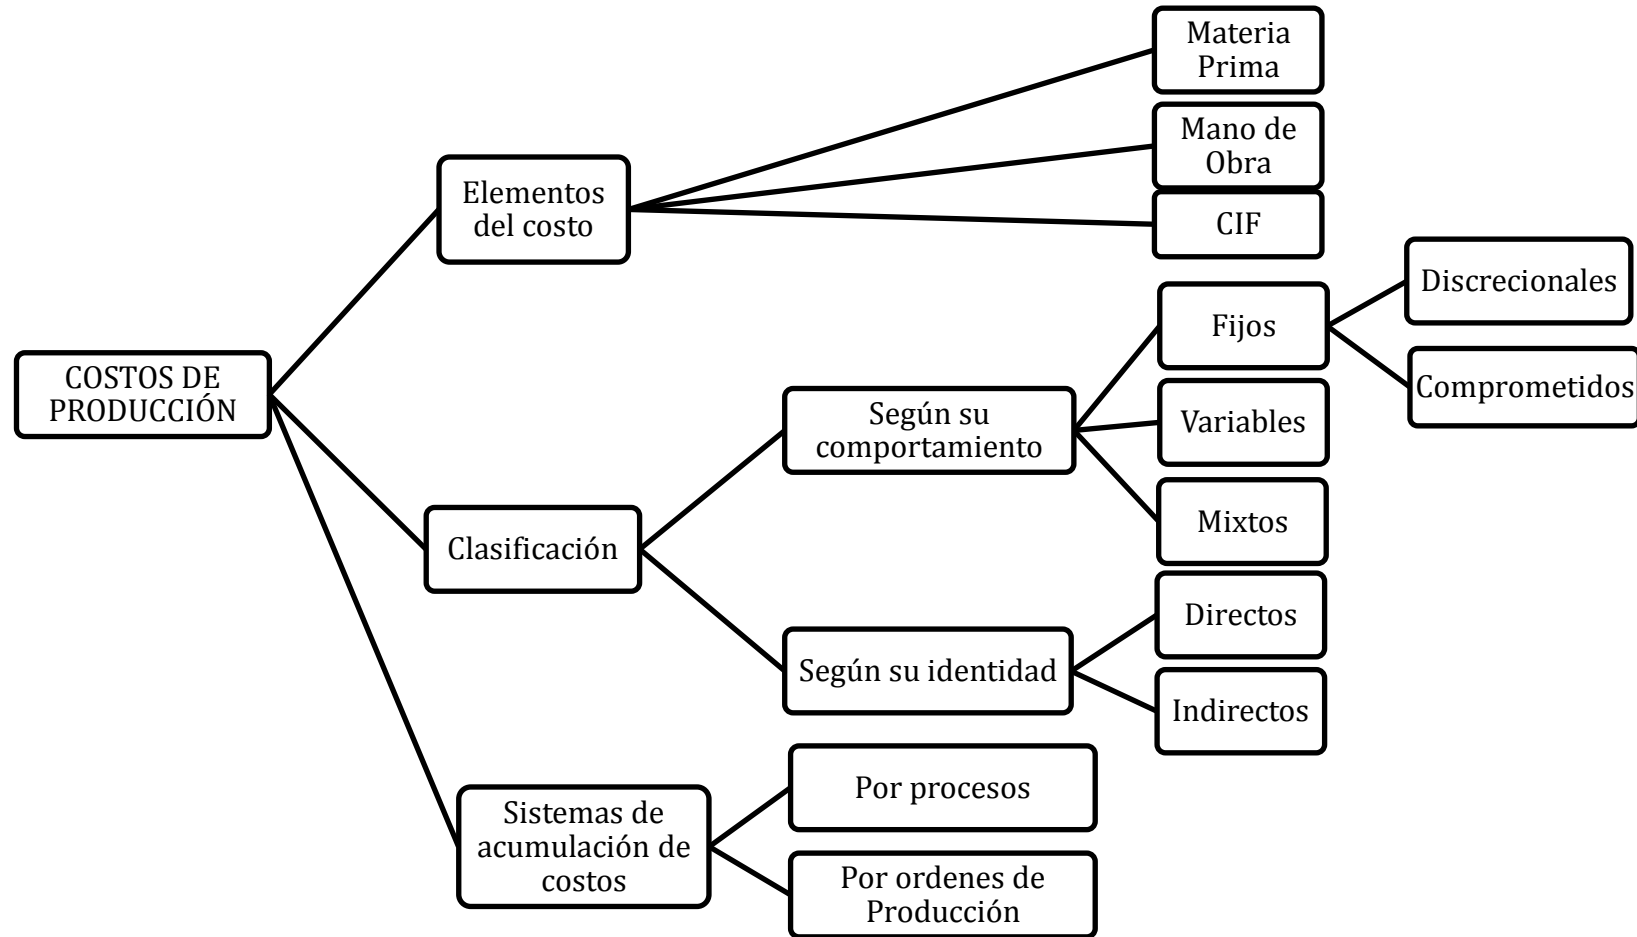 COSTOS DE
PRODUCCIÓN
Elementos
del costo
Materia
Prima
Mano de
Obra
CIF
Clasificación
Según su
comportamiento
Fijos
Discrecionales
Comprometidos
Variables
Mixtos
Según su identidad
Directos
Indirectos
Sistemas de
acumulación de
costos
Por procesos
Por ordenes de
Producción